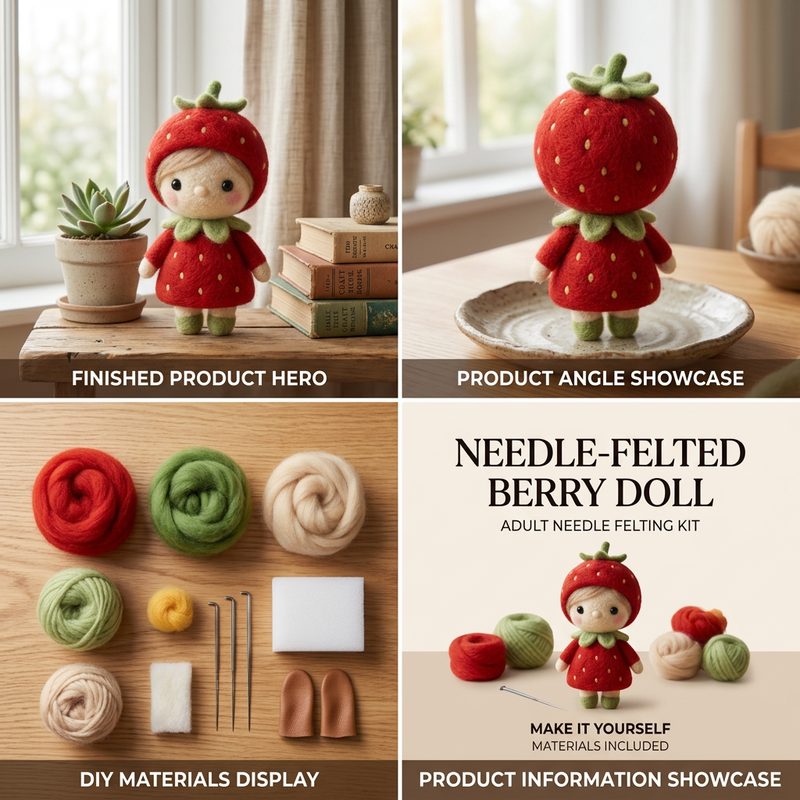 FINISHED PRODUCT HERO
PRODUCT ANGLE SHOWCASE
DIY MATERIALS DISPLAY
NEEDLE-FELTED
BERRY DOLL
ADULT NEEDLE FELTING KIT
MAKE IT YOURSELF
MATERIALS INCLUDED
PRODUCT INFORMATION SHOWCASE